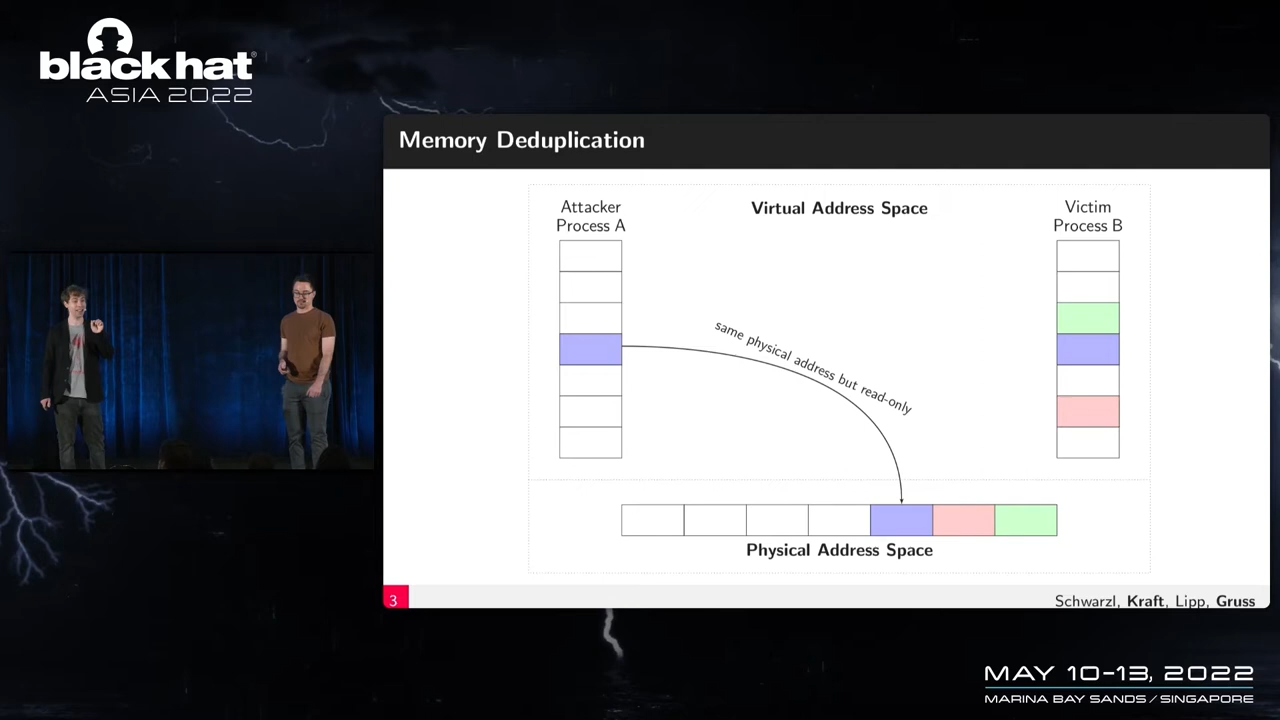 black hat®
ASIA 2022
Memory Deduplication
Attacker
Process A
Virtual Address Space
Victim
Process B
same physical address but read-only
Physical Address Space
3
Schwarzl, Kraft, Lipp, Gruss
MAY 10-13, 2022
MARINA BAY SANDS / SINGAPORE